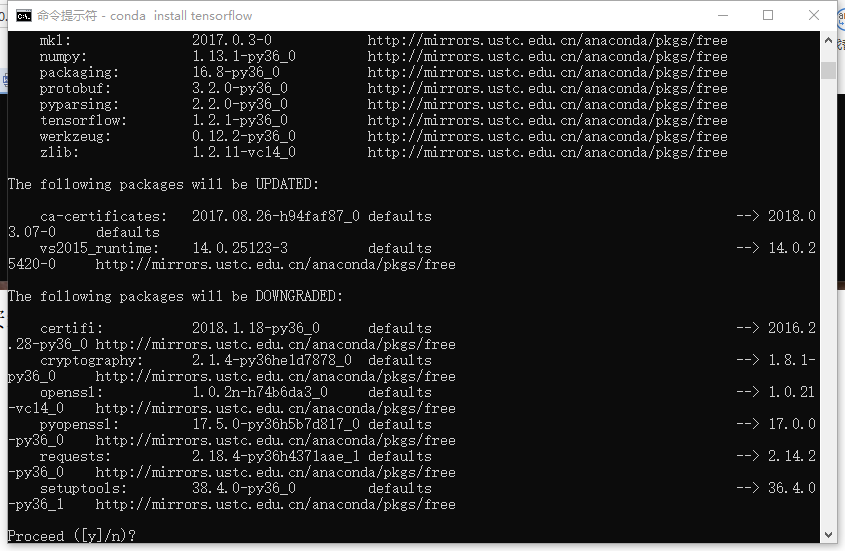 命令提示符 - conda  install tensorflow
mkl: 2017.0.3-0 http://mirrors.ustc.edu.cn/anaconda/pkgs/free
numpy: 1.13.1-py36_0 http://mirrors.ustc.edu.cn/anaconda/pkgs/free
packaging: 16.8-py36_0 http://mirrors.ustc.edu.cn/anaconda/pkgs/free
protobuf: 3.2.0-py36_0 http://mirrors.ustc.edu.cn/anaconda/pkgs/free
pyparsing: 2.2.0-py36_0 http://mirrors.ustc.edu.cn/anaconda/pkgs/free
tensorflow: 1.2.1-py36_0 http://mirrors.ustc.edu.cn/anaconda/pkgs/free
werkzeug: 0.12.2-py36_0 http://mirrors.ustc.edu.cn/anaconda/pkgs/free
zlib: 1.2.11-vc14_0 http://mirrors.ustc.edu.cn/anaconda/pkgs/free
The following packages will be UPDATED:
ca-certificates: 2017.08.26-h94faf87_0 defaults --> 2018.0
3.07-0 defaults
vs2015_runtime: 14.0.25123-3 defaults --> 14.0.2
5420-0 http://mirrors.ustc.edu.cn/anaconda/pkgs/free
The following packages will be DOWNGRADED:
certifi: 2018.1.18-py36_0 defaults --> 2016.2
.28-py36_0 http://mirrors.ustc.edu.cn/anaconda/pkgs/free
cryptography: 2.1.4-py36he1d7878_0 defaults --> 1.8.1-
py36_0 http://mirrors.ustc.edu.cn/anaconda/pkgs/free
openssl: 1.0.2n-h74b6da3_0 defaults --> 1.0.2l
-vc14_0 http://mirrors.ustc.edu.cn/anaconda/pkgs/free
pyopenssl: 17.5.0-py36h5b7d817_0 defaults --> 17.0.0
-py36_0 http://mirrors.ustc.edu.cn/anaconda/pkgs/free
requests: 2.18.4-py36h4371aae_1 defaults --> 2.14.2
-py36_0 http://mirrors.ustc.edu.cn/anaconda/pkgs/free
setuptools: 38.4.0-py36_0 defaults --> 36.4.0
-py36_1 http://mirrors.ustc.edu.cn/anaconda/pkgs/free
Proceed ([y]/n)?